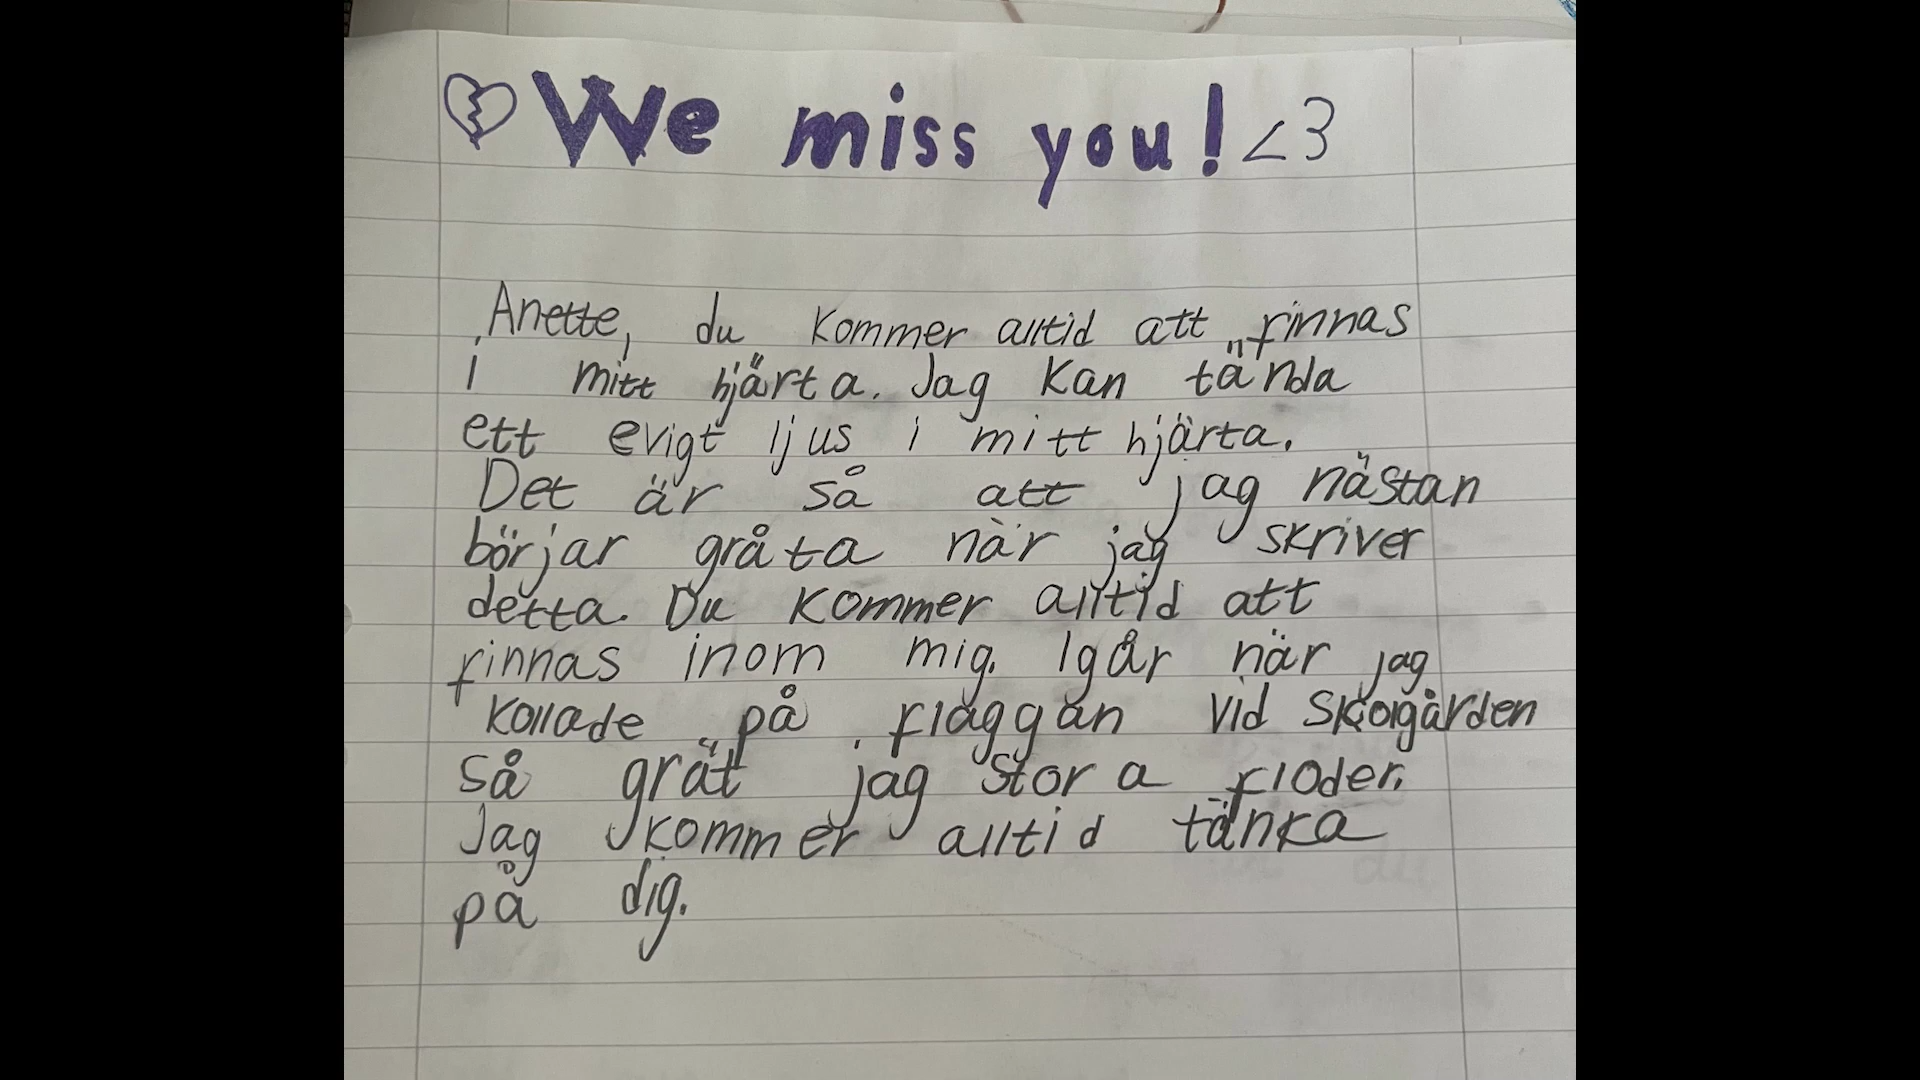 We miss you! <3
Anette, du kommer alltid att finnas
i mitt hjärta. Jag kan tända
ett evigt ljus i mitt hjärta.
Det är så att jag nästan
börjar gråta när jag skriver
detta. Du kommer alltid att
finnas inom mig. Igår när jag
kollade på flaggan vid skolgården
så grät jag stora floder.
Jag kommer alltid tänka
på dig.